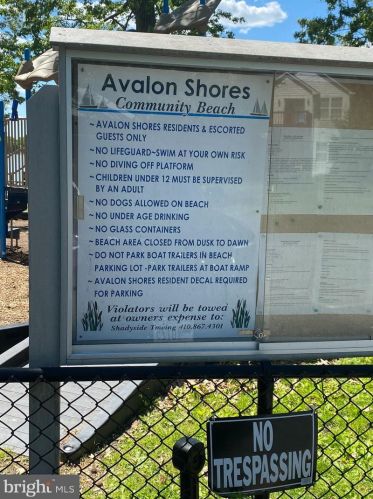 Avalon Shores
Community Beach
~AVALON SHORES RESIDENTS & ESCORTED
GUESTS ONLY
~NO LIFEGUARD~SWIM AT YOUR OWN RISK
~NO DIVING OFF PLATFORM
~CHILDREN UNDER 12 MUST BE SUPERVISED
BY AN ADULT
~NO DOGS ALLOWED ON BEACH
~NO UNDER AGE DRINKING
~NO GLASS CONTAINERS
~BEACH AREA CLOSED FROM DUSK TO DAWN
~DO NOT PARK BOAT TRAILERS IN BEACH
PARKING LOT -PARK TRAILERS AT BOAT RAMP
~AVALON SHORES RESIDENT DECAL REQUIRED
FOR PARKING
Violators will be towed
at owners expense to:
Shadyside Towing 410.867.4301
NO
TRESPASSING
bright MLS